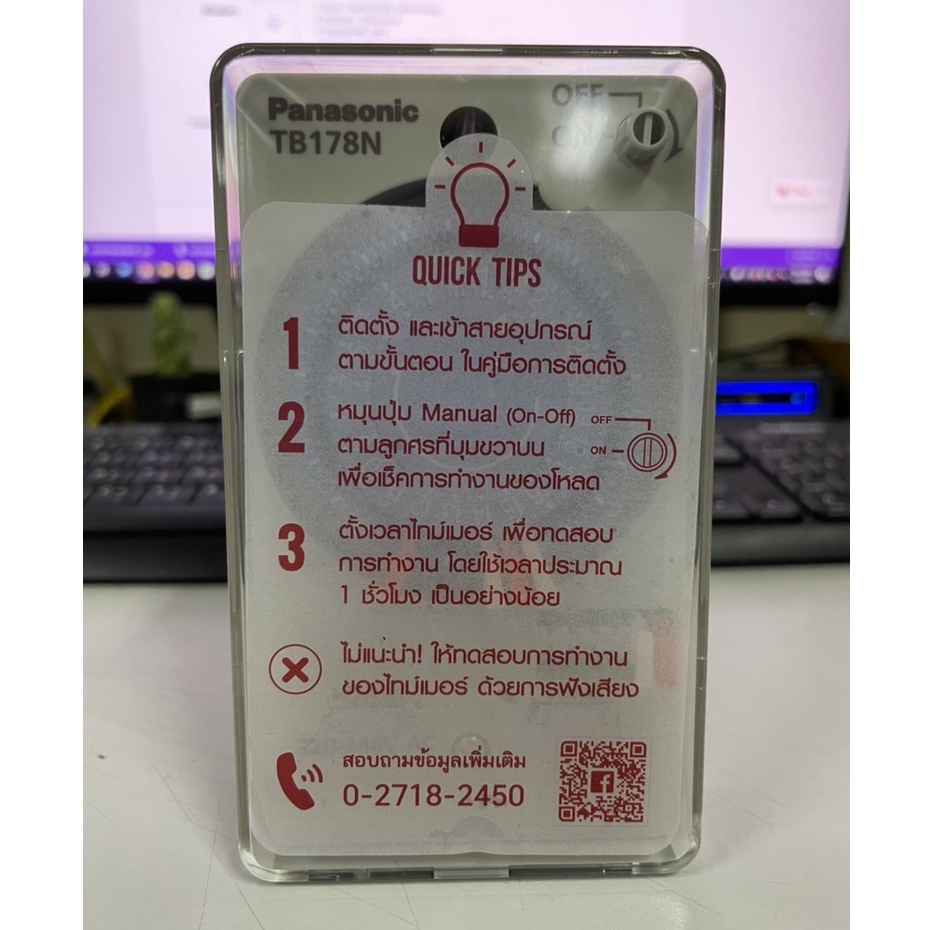 Panasonic
TB178N
OFF
ON
QUICK TIPS
1 ติดตั้ง และเข้าสายอุปกรณ์
ตามขั้นตอน ในคู่มือการติดตั้ง
2 หมุนปุ่ม Manual (On-Off)
ตามลูกศรที่มุมขวาบน
เพื่อเช็คการทำงานของโหลด
OFF
ON
3 ตั้งเวลาไทม์เมอร์ เพื่อทดสอบ
การทำงาน โดยใช้เวลาประมาณ
1 ชั่วโมง เป็นอย่างน้อย
ไม่แนะนำ! ให้ทดสอบการทำงาน
ของไทม์เมอร์ ด้วยการฟังเสียง
สอบถามข้อมูลเพิ่มเติม
0-2718-2450